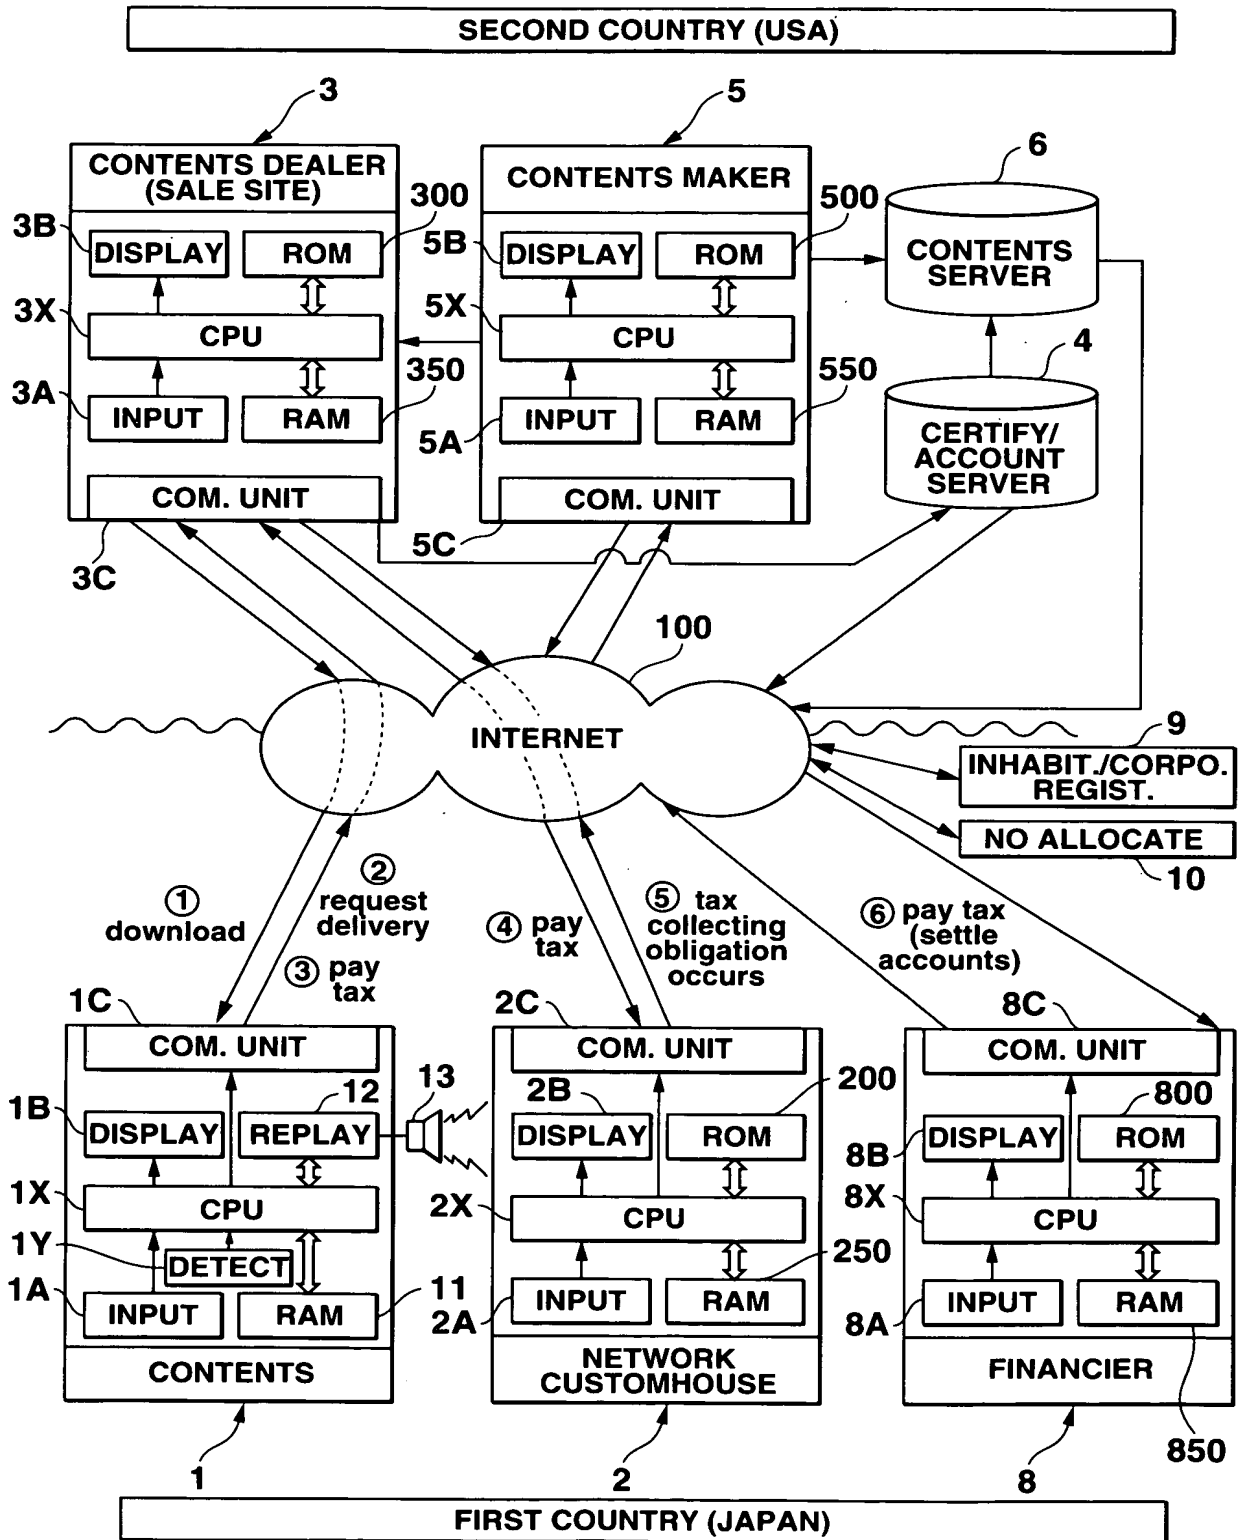 SECOND COUNTRY (USA)
3
5
6
CONTENTS DEALER
(SALE SITE)
CONTENTS MAKER
300
500
3B
DISPLAY
ROM
5B
DISPLAY
ROM
CONTENTS
SERVER
3X
CPU
5X
CPU
4
350
550
3A
INPUT
RAM
5A
INPUT
RAM
CERTIFY/
ACCOUNT
SERVER
COM. UNIT
COM. UNIT
3C
5C
100
INTERNET
9
INHABIT./CORPO.
REGIST.
NO ALLOCATE
10
① download
② request
delivery
③ pay
tax
④ pay
tax
⑤ tax
collecting
obligation
occurs
⑥ pay tax
(settle
accounts)
1C
2C
8C
COM. UNIT
COM. UNIT
COM. UNIT
1B
12
13
2B
200
800
DISPLAY
REPLAY
DISPLAY
ROM
8B
DISPLAY
ROM
1X
CPU
2X
CPU
8X
CPU
1Y
DETECT
250
1A
INPUT
RAM
11
2A
INPUT
RAM
8A
INPUT
RAM
CONTENTS
NETWORK
CUSTOMHOUSE
FINANCIER
850
1
2
8
FIRST COUNTRY (JAPAN)